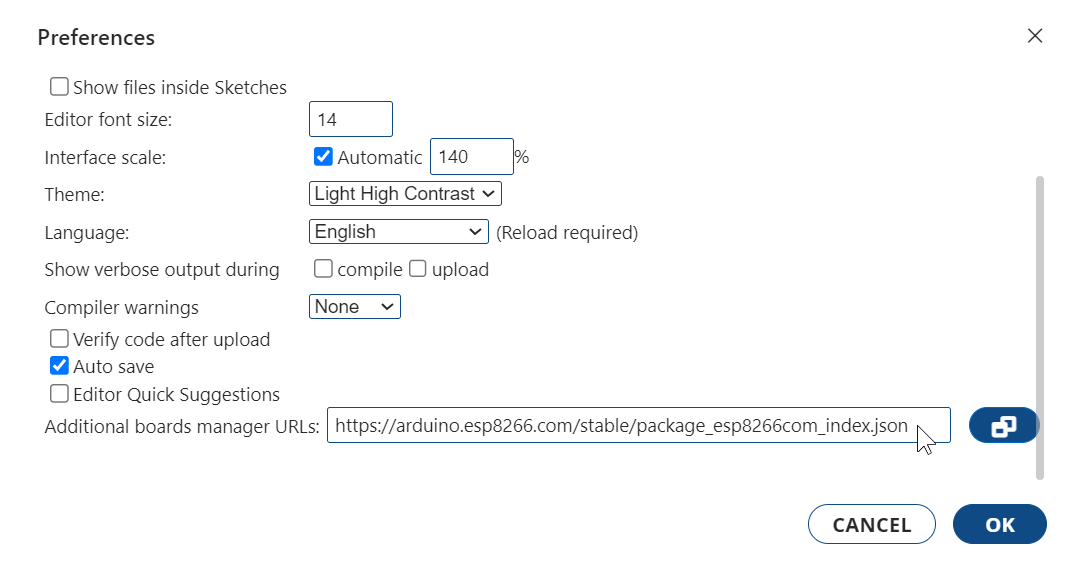 Preferences
Show files inside Sketches
Editor font size: 14
Interface scale: Automatic 140 %
Theme: Light High Contrast
Language: English (Reload required)
Show verbose output during compile upload
Compiler warnings None
Verify code after upload
Auto save
Editor Quick Suggestions
Additional boards manager URLs: https://arduino.esp8266.com/stable/package_esp8266com_index.json
CANCEL OK